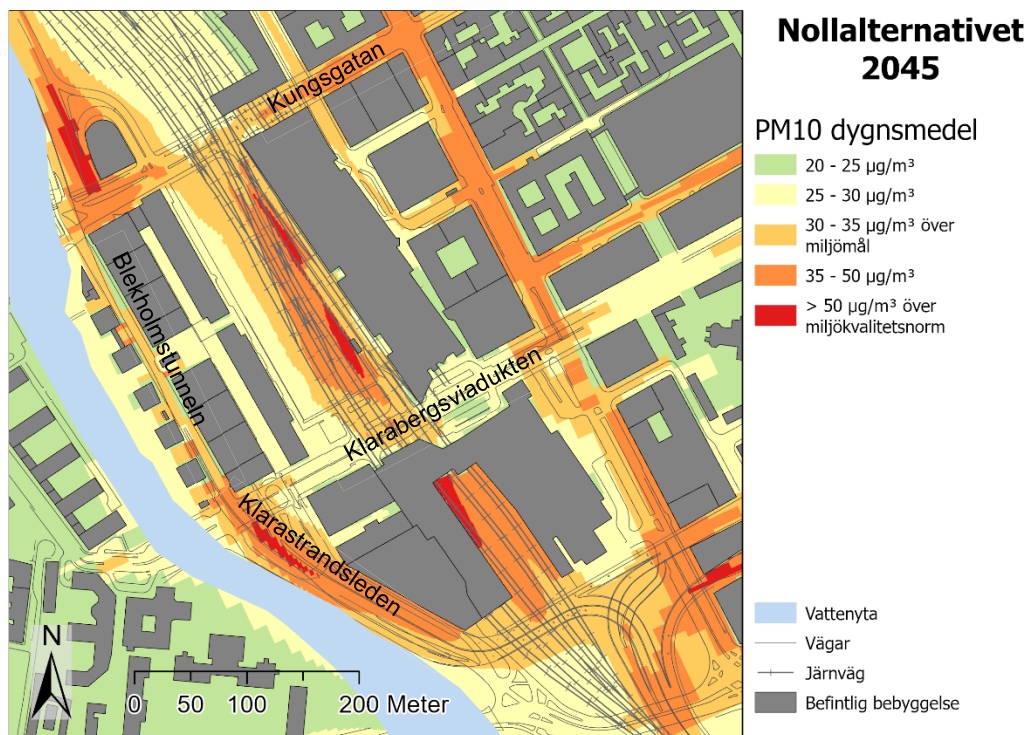 Nollalternativet
2045
PM10 dygnsmedel
20 - 25 µg/m³
25 - 30 µg/m³
30 - 35 µg/m³ över
miljömål
35 - 50 µg/m³
> 50 µg/m³ över
miljökvalitetsnorm
Kungsgatan
Blekholmstunneln
Klarabergsviadukten
Klarastrandsleden
N
0 50 100 200 Meter
Vattenyta
Vägar
Järnväg
Befintlig bebyggelse